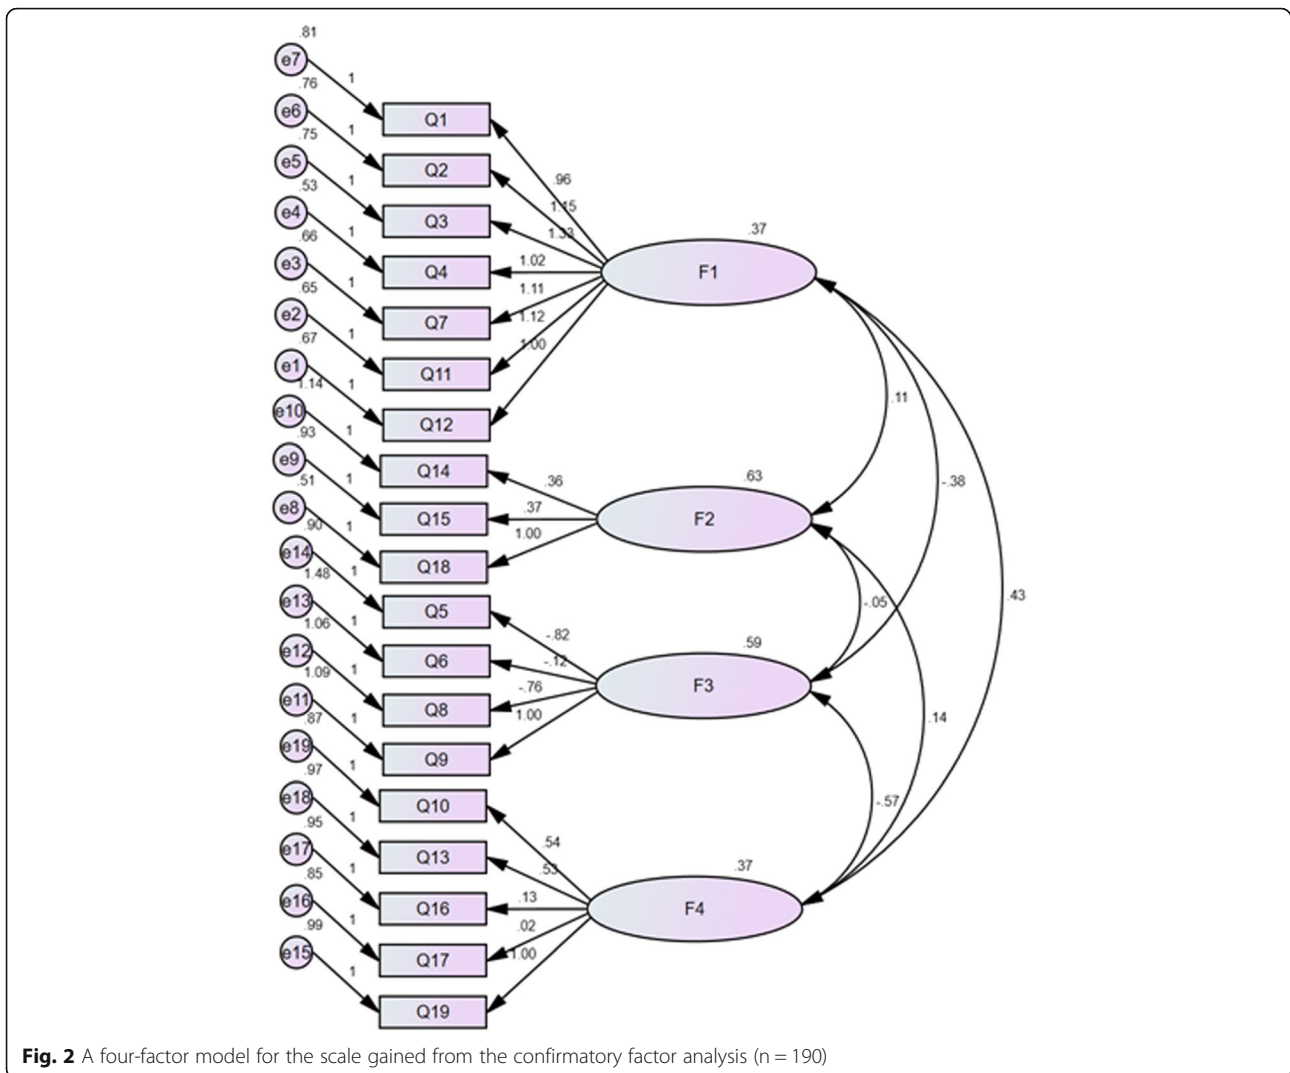 .81
e7
1
.76
Q1
e6
1
.75
Q2
e5
1
.53
Q3
e4
1
.66
Q4
e3
1
.65
Q7
e2
1
.67
Q11
e1
1
1.14
Q12
e10
1
.93
Q14
e9
1
.51
Q15
e8
1
.90
Q18
e14
1
1.48
Q5
e13
1
1.06
Q6
e12
1
1.09
Q8
e11
1
.87
Q9
e19
1
.97
Q10
e18
1
.95
Q13
e17
1
.85
Q16
e16
1
.99
Q17
e15
1
Q19
.96
1.15
1.33
1.02
1.11
1.12
1.00
.37
F1
.36
.37
1.00
.63
F2
-.82
-.12
-.76
1.00
.59
F3
.54
.53
.13
.02
1.00
.37
F4
.11
-.38
-.05
.43
.14
-.57
Fig. 2 A four-factor model for the scale gained from the confirmatory factor analysis (n = 190)